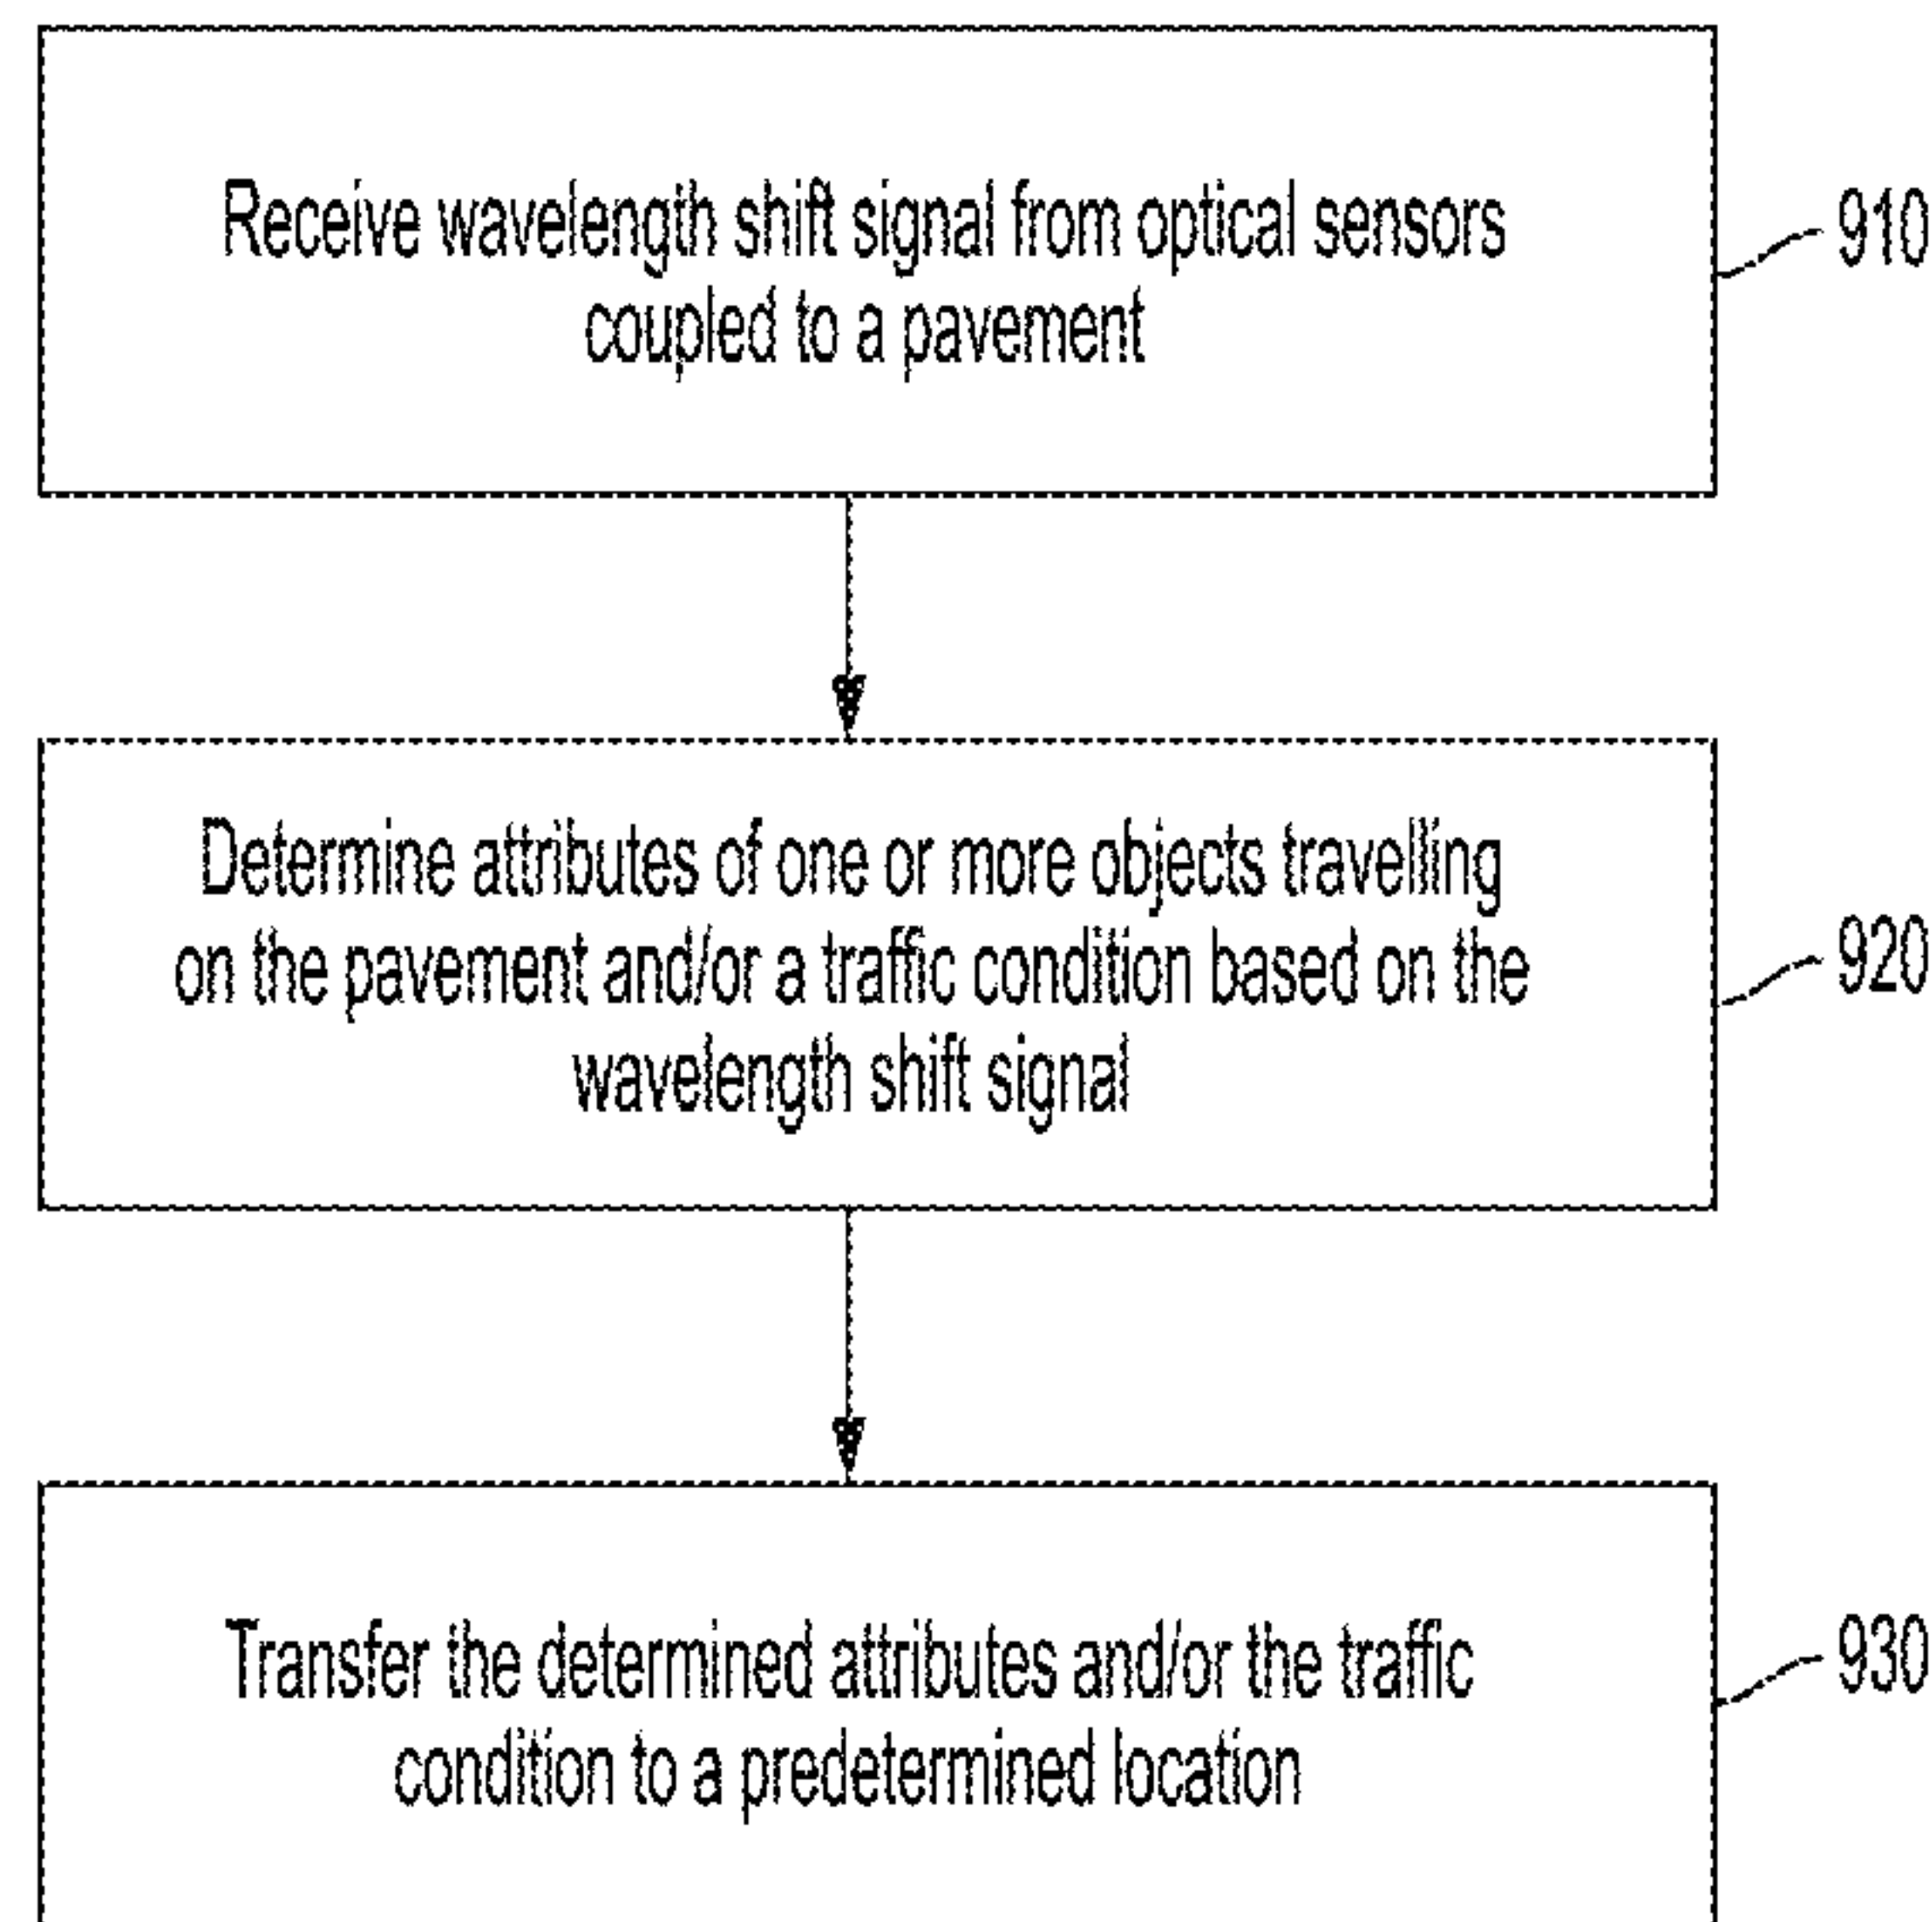 Receive wavelength shift signal from optical sensors
coupled to a pavement
910
Determine attributes of one or more objects travelling
on the pavement and/or a traffic condition based on the
wavelength shift signal
920
Transfer the determined attributes and/or the traffic
condition to a predetermined location
930